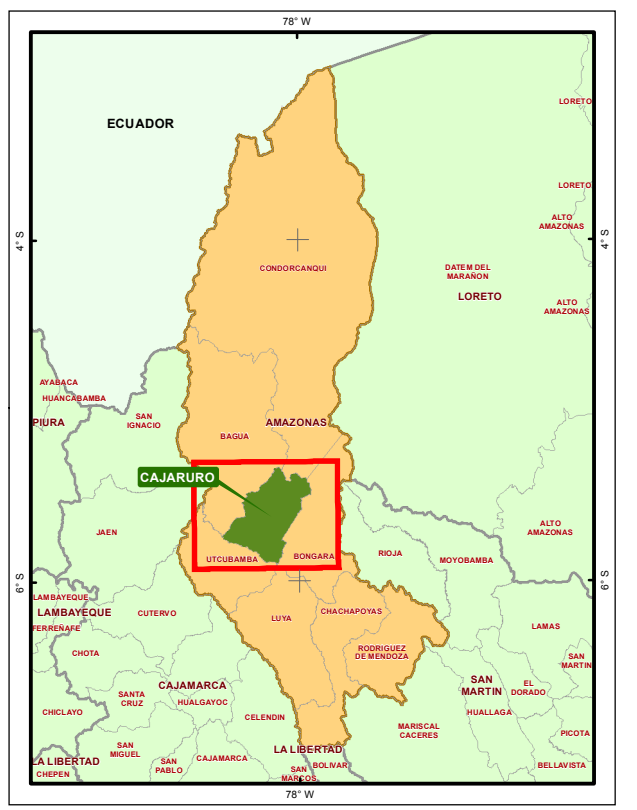 78° W
ECUADOR
LORETO
LORETO
ALTO
AMAZONAS
4° S
4° S
CONDORCANQUI
DATEM DEL
MARAÑON
LORETO
ALTO
AMAZONAS
AYABACA
HUANCABAMBA
PIURA
SAN
IGNACIO
AMAZONAS
BAGUA
CAJARURO
JAEN
ALTO
AMAZONAS
UTCUBAMBA
BONGARA
RIOJA
MOYOBAMBA
6° S
6° S
LAMBAYEQUE
LAMBAYEQUE
FERREÑAFE
CUTERVO
LUYA
CHACHAPOYAS
LAMAS
CHOTA
RODRIGUEZ
DE MENDOZA
SAN
MARTIN
CAJAMARCA
SANTA
CRUZ
HUALGAYOC
SAN
MARTIN
EL
DORADO
CHICLAYO
CELENDIN
HUALLAGA
MARISCAL
CACERES
PICOTA
SAN
MIGUEL
LA LIBERTAD
LA LIBERTAD
CHEPEN
SAN
PABLO
CAJAMARCA
SAN
MARCOS
BOLIVAR
BELLAVISTA
78° W